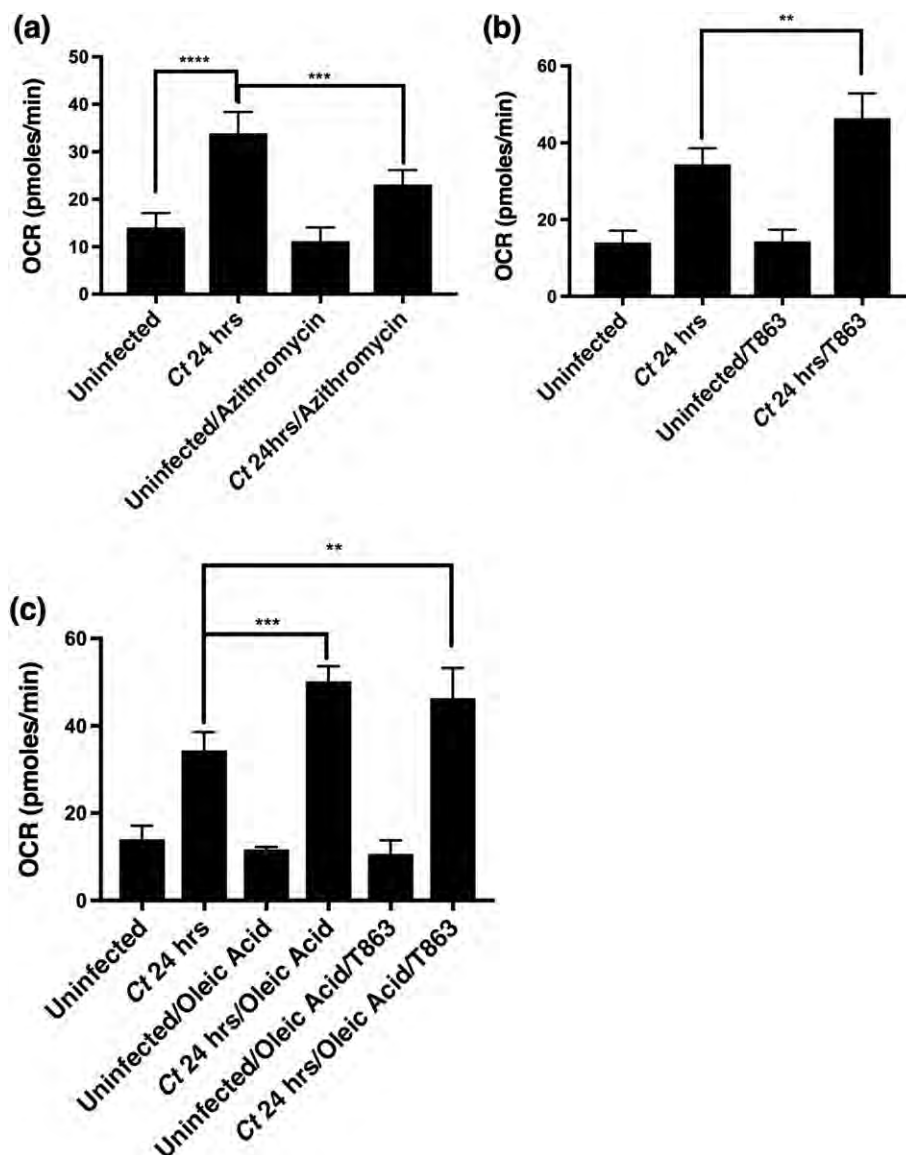 (a)
OCR (pmoles/min)
50
40
30
20
10
0
****
***
Uninfected
Ct 24 hrs
Uninfected/Azithromycin
Ct 24hrs/Azithromycin
(b)
OCR (pmoles/min)
60
40
20
0
**
Uninfected
Ct 24 hrs
Uninfected/T863
Ct 24 hrs/T863
(c)
OCR (pmoles/min)
60
40
20
0
**
***
Uninfected
Ct 24 hrs
Uninfected/Oleic Acid
Ct 24 hrs/Oleic Acid
Uninfected/Oleic Acid/T863
Ct 24 hrs/Oleic Acid/T863